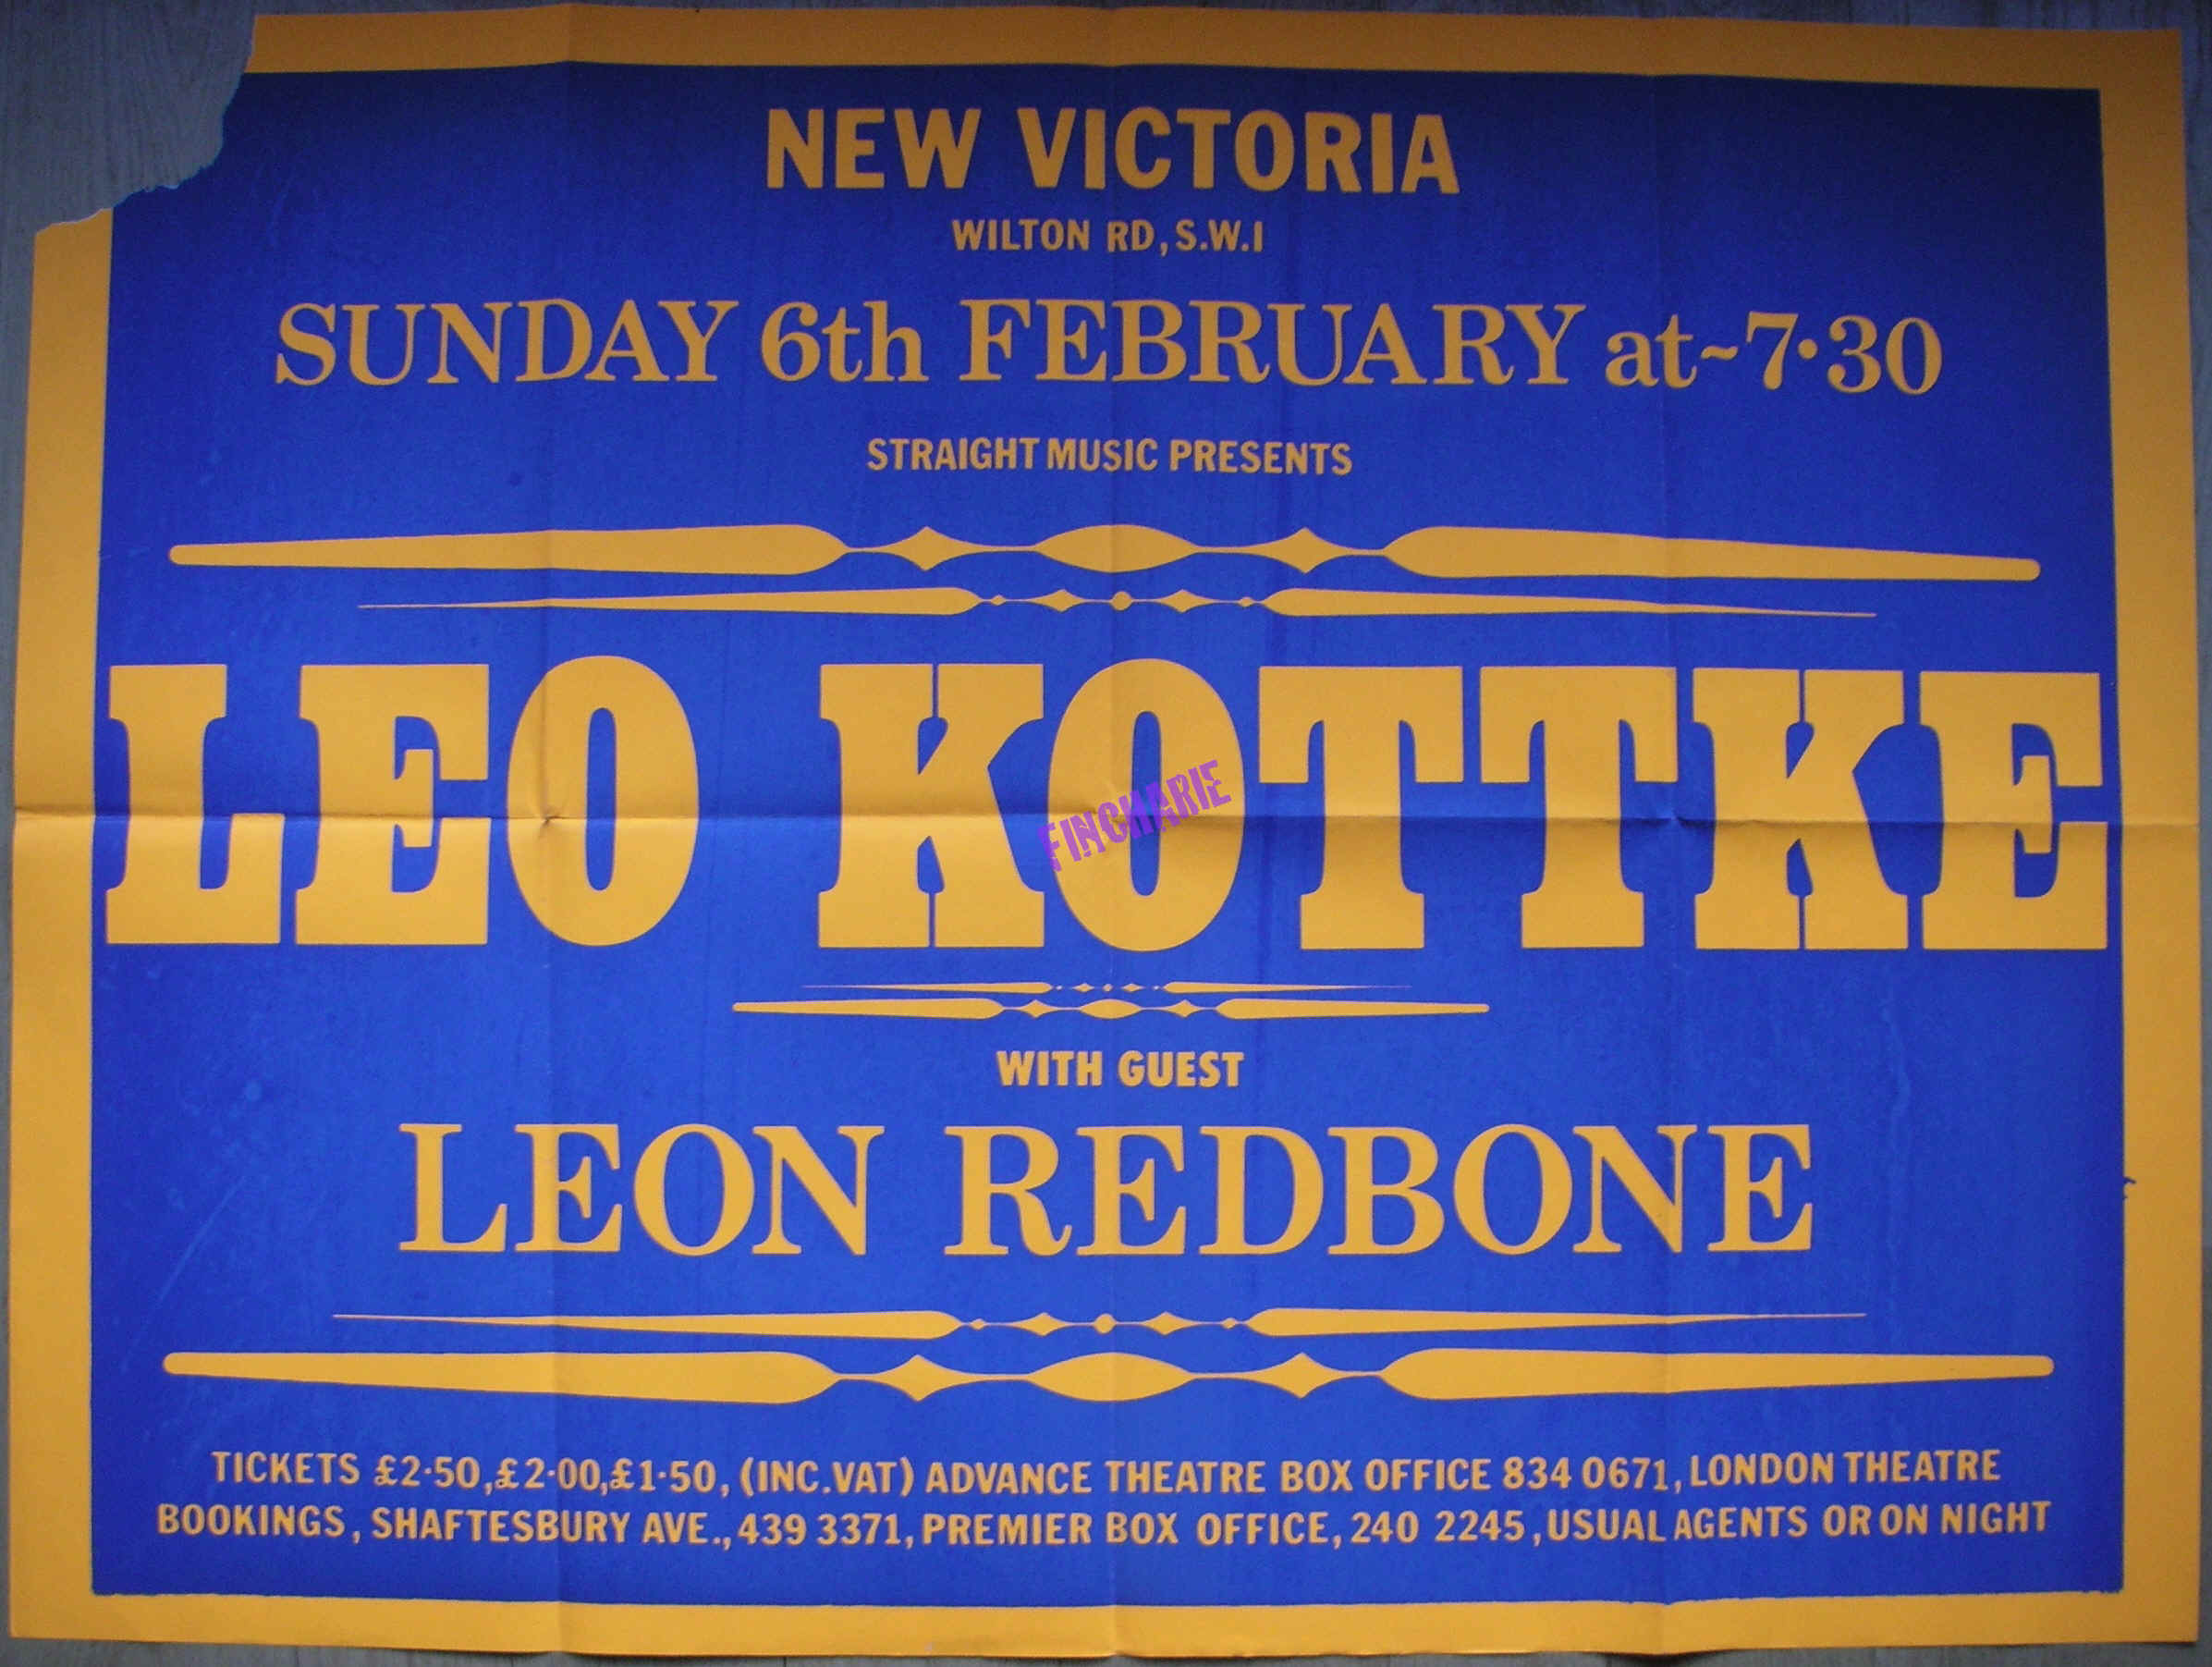 NEW VICTORIA
WILTON RD, S.W.I
SUNDAY 6th FEBRUARY at~7·30
STRAIGHT MUSIC PRESENTS
LEO KOTTKE
FINCHARIE
WITH GUEST
LEON REDBONE
TICKETS £2·50,£2·00,£1·50, (INC.VAT) ADVANCE THEATRE BOX OFFICE 834 0671, LONDON THEATRE
BOOKINGS, SHAFTESBURY AVE., 439 3371, PREMIER BOX OFFICE, 240 2245, USUAL AGENTS OR ON NIGHT